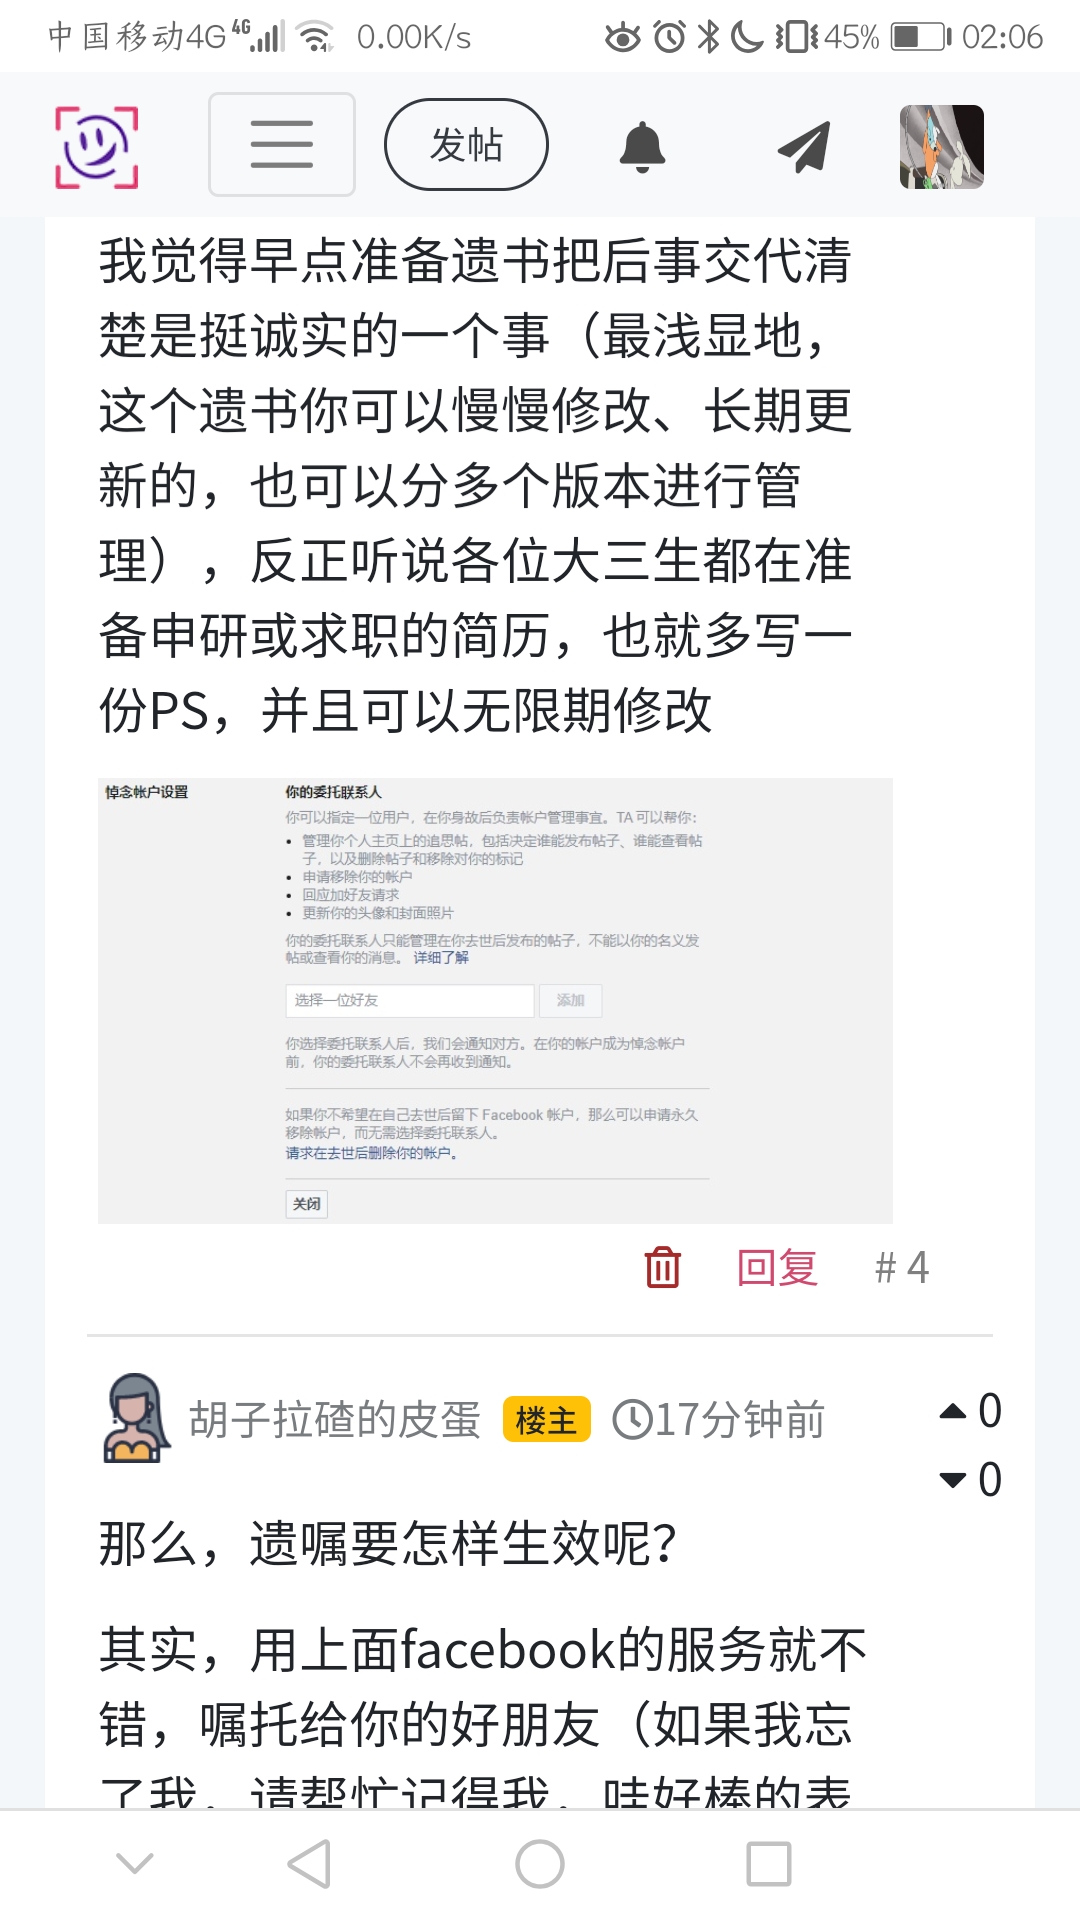 中国移动4G 4G 0.00K/s 45% 02:06
发帖
我觉得早点准备遗书把后事交代清
楚是挺诚实的一个事（最浅显地，
这个遗书你可以慢慢修改、长期更
新的，也可以分多个版本进行管
理），反正听说各位大三生都在准
备申研或求职的简历，也就多写一
份PS，并且可以无限期修改
悼念帐户设置
你的委托联系人
你可以指定一位用户，在你身故后负责帐户管理事宜。TA 可以帮你：
管理你个人主页上的追思帖，包括决定谁能发布帖子、谁能查看帖
子，以及删除帖子和移除对你的标记
申请移除你的帐户
回应加好友请求
更新你的头像和封面照片
你的委托联系人只能管理在你去世后发布的帖子，不能以你的名义发
帖或查看你的消息。 详细了解
选择一位好友 添加
你选择委托联系人后，我们会通知对方。在你的帐户成为悼念帐户
前，你的委托联系人不会再收到通知。
如果你不希望在自己去世后留下 Facebook 帐户，那么可以申请永久
移除帐户，而无需选择委托联系人。
请求在去世后删除你的帐户。
关闭
回复 # 4
胡子拉碴的皮蛋 楼主 17分钟前 0
0
那么，遗嘱要怎样生效呢？
其实，用上面facebook的服务就不
错，嘱托给你的好朋友（如果我忘
了我，请帮忙记得我，哇好棒的表